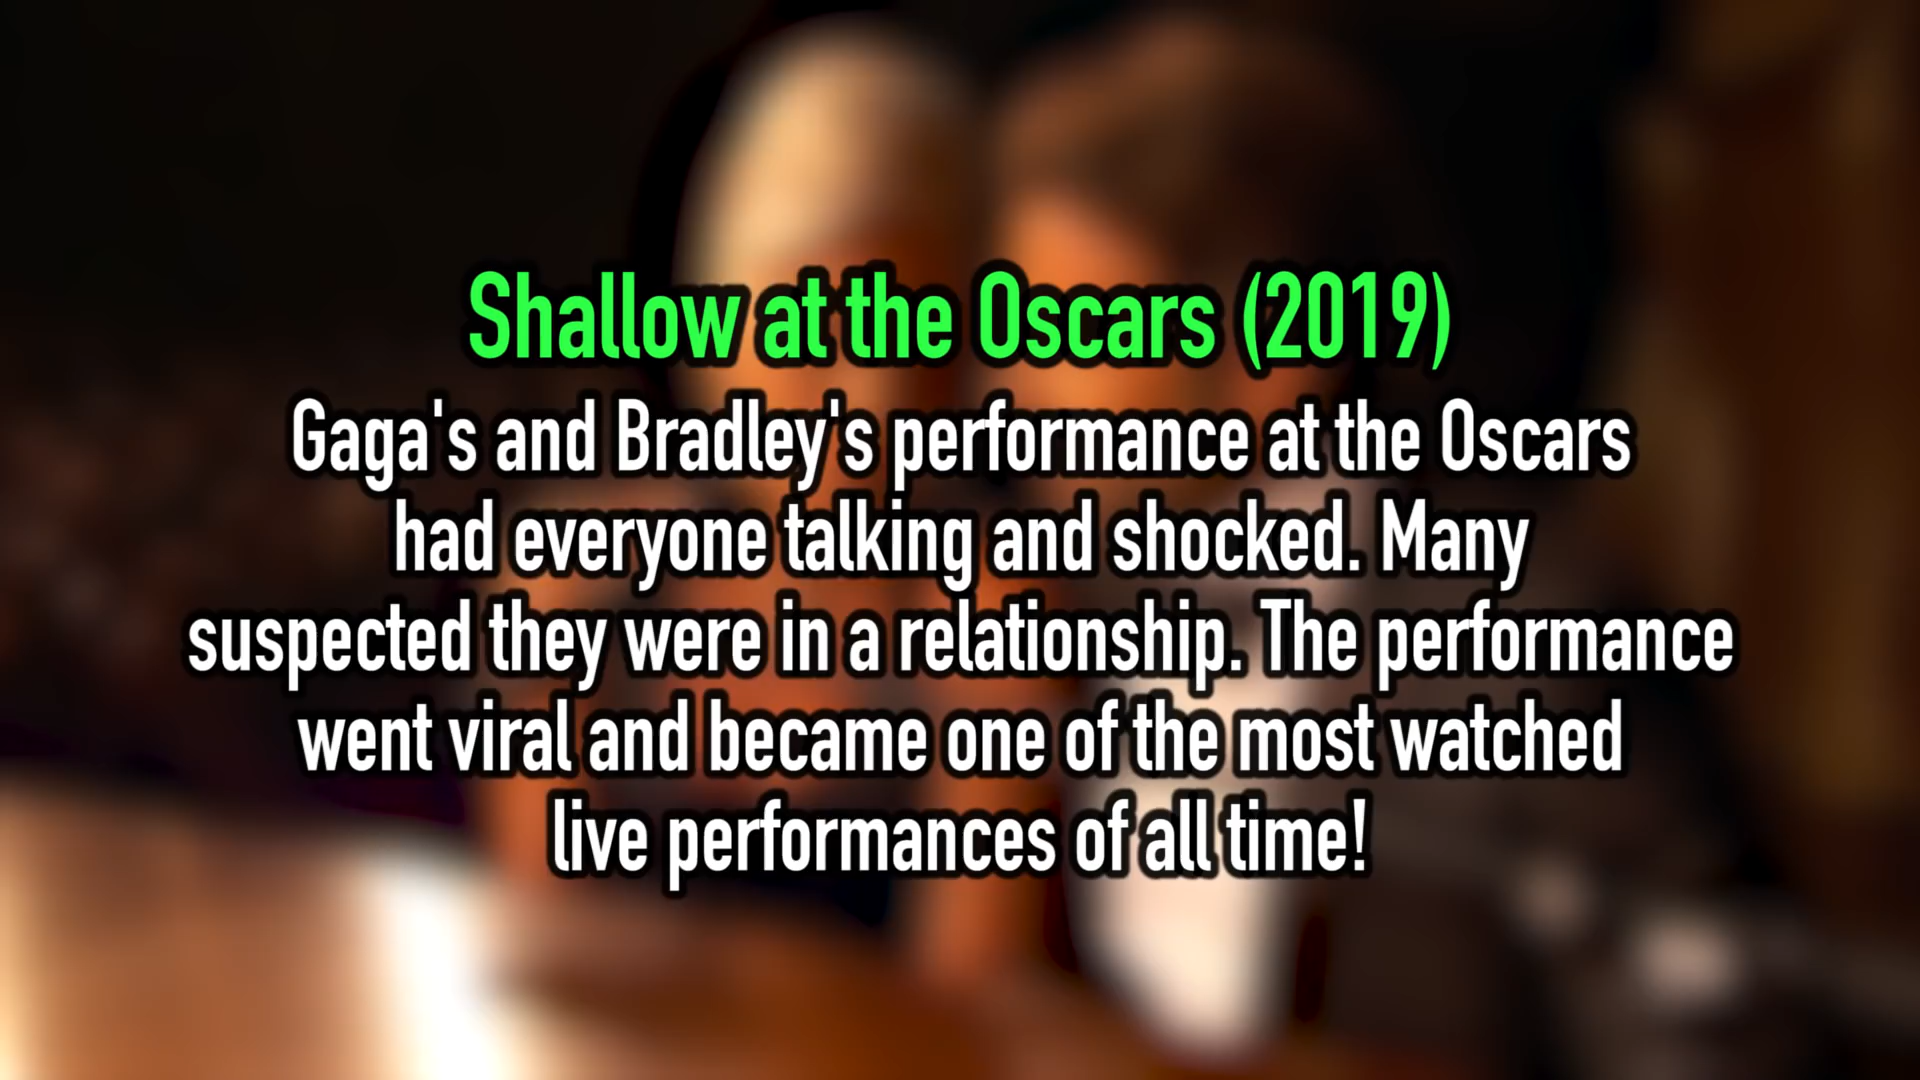 Shallow at the Oscars (2019)
Gaga's and Bradley's performance at the Oscars
had everyone talking and shocked. Many
suspected they were in a relationship. The performance
went viral and became one of the most watched
live performances of all time!